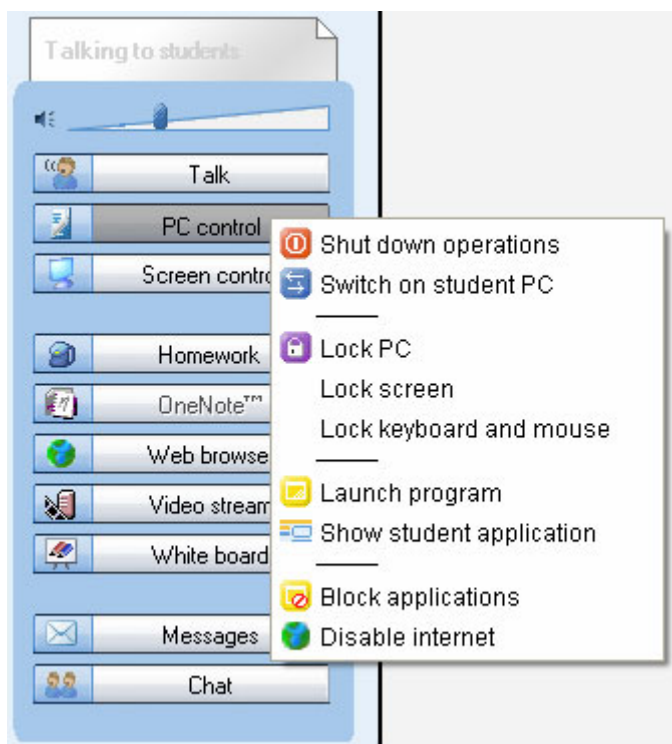 Talking to students
Talk
PC control
Screen contro
Homework
OneNote™
Web browse
Video stream
White board
Messages
Chat
Shut down operations
Switch on student PC
Lock PC
Lock screen
Lock keyboard and mouse
Launch program
Show student application
Block applications
Disable internet